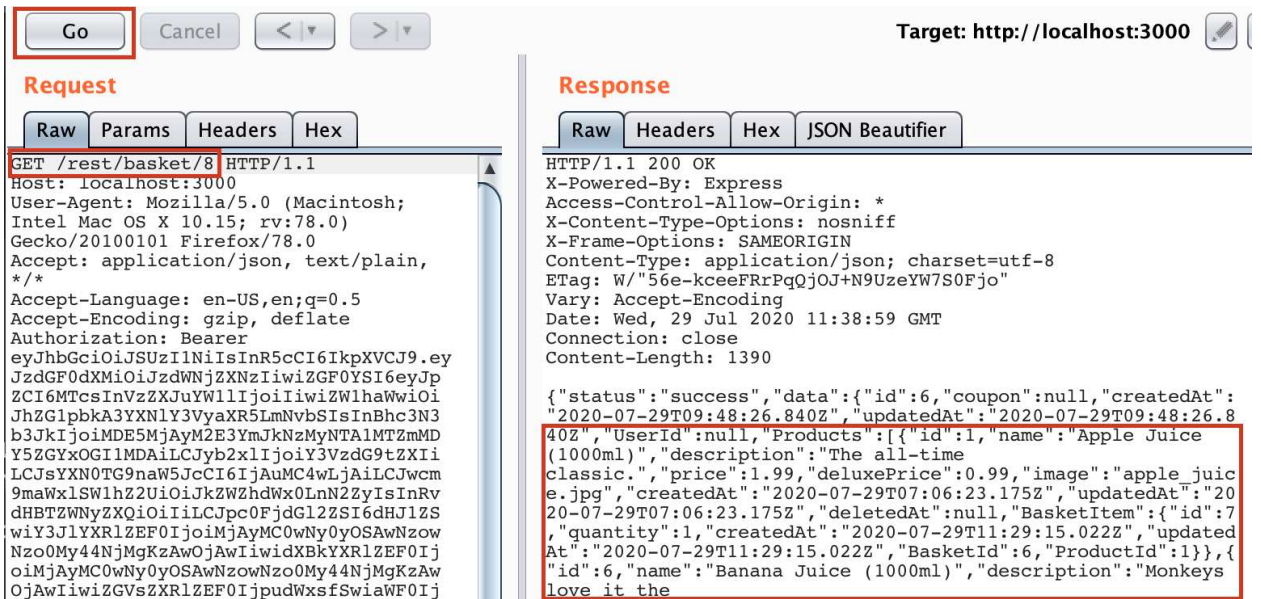 Go
Cancel
<
>
Target: http://localhost:3000
Request
Response
Raw Params Headers Hex
Raw Headers Hex JSON Beautifier
GET /rest/basket/8 HTTP/1.1
Host: localhost:3000
User-Agent: Mozilla/5.0 (Macintosh;
Intel Mac OS X 10.15; rv:78.0)
Gecko/20100101 Firefox/78.0
Accept: application/json, text/plain,
*/*
Accept-Language: en-US,en;q=0.5
Accept-Encoding: gzip, deflate
Authorization: Bearer
eyJhbGciOiJSUzI1NiIsInR5cCI6IkpXVCJ9.ey
JzdGF0dXMiOiJzdWNjZXNzIiwiZGF0YSI6eyJp
ZCI6MTcsInVzZXJuYW1lIjoiIiwiZW1haWwiOi
JhZG1pbkA3YXNlY3VyaXR5LmNvbSIsInBhc3N3
b3JkIjoiMDE5MjAyM2E3YmJkNzMyNTA1MTZmMD
Y5ZGYxOGI1MDAiLCJyb2xlIjoiY3VzdG9tZXIi
LCJsYXN0TG9naW5JcCI6IjAuMC4wLjAiLCJwcm
9maWxlSW1hZ2UiOiJkZWZhdWx0LnN2ZyIsInRv
dHBTZWNyZXQiOiIiLCJpc0FjdGl2ZSI6dHJ1ZS
wiY3JlYXRlZEF0IjoiMjAyMC0wNy0yOSAwNzow
Nzo0My44NjMgKzAwOjAwIiwidXBkYXRlZEF0Ij
oiMjAyMC0wNy0yOSAwNzowNzo0My44NjMgKzAw
OjAwIiwiZGVsZXRlZEF0IjpudWxsfSwiaWF0Ij
HTTP/1.1 200 OK
X-Powered-By: Express
Access-Control-Allow-Origin: *
X-Content-Type-Options: nosniff
X-Frame-Options: SAMEORIGIN
Content-Type: application/json; charset=utf-8
ETag: W/"56e-kceeFRrPqQjOJ+N9UzeYW7S0Fjo"
Vary: Accept-Encoding
Date: Wed, 29 Jul 2020 11:38:59 GMT
Connection: close
Content-Length: 1390
{"status":"success","data":{"id":6,"coupon":null,"createdAt":
"2020-07-29T09:48:26.840Z","updatedAt":"2020-07-29T09:48:26.8
40Z","UserId":null,"Products":[{"id":1,"name":"Apple Juice
(1000ml)","description":"The all-time
classic.","price":1.99,"deluxePrice":0.99,"image":"apple_juic
e.jpg","createdAt":"2020-07-29T07:06:23.175Z","updatedAt":"20
20-07-29T07:06:23.175Z","deletedAt":null,"BasketItem":{"id":7
,"quantity":1,"createdAt":"2020-07-29T11:29:15.022Z","updated
At":"2020-07-29T11:29:15.022Z","BasketId":6,"ProductId":1}},{
"id":6,"name":"Banana Juice (1000ml)","description":"Monkeys
love it the